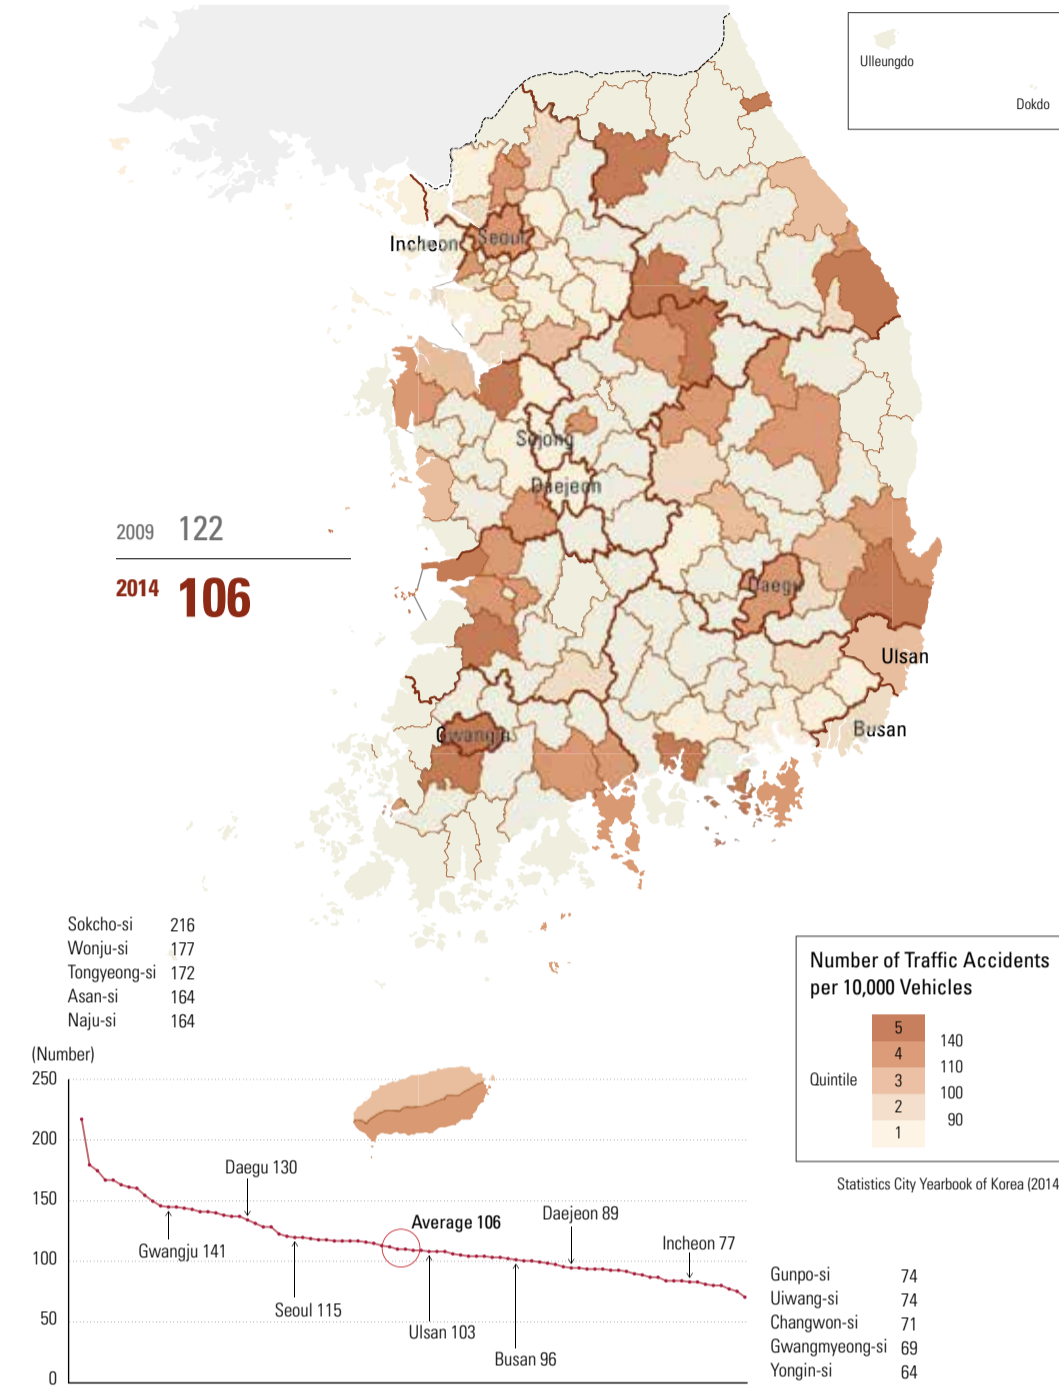 Ulleungdo
Dokdo
Incheon
Seoul
Sejong
Daejeon
2009 122
2014 106
Daegu
Ulsan
Gwangju
Busan
Sokcho-si 216
Wonju-si 177
Tongyeong-si 172
Asan-si 164
Naju-si 164
Number of Traffic Accidents
per 10,000 Vehicles
Quintile
5
4
3
2
1
140
110
100
90
Statistics City Yearbook of Korea (2014
(Number)
250
200
150
100
50
0
Daegu 130
Gwangju 141
Seoul 115
Average 106
Ulsan 103
Daejeon 89
Busan 96
Incheon 77
Gunpo-si 74
Uiwang-si 74
Changwon-si 71
Gwangmyeong-si 69
Yongin-si 64